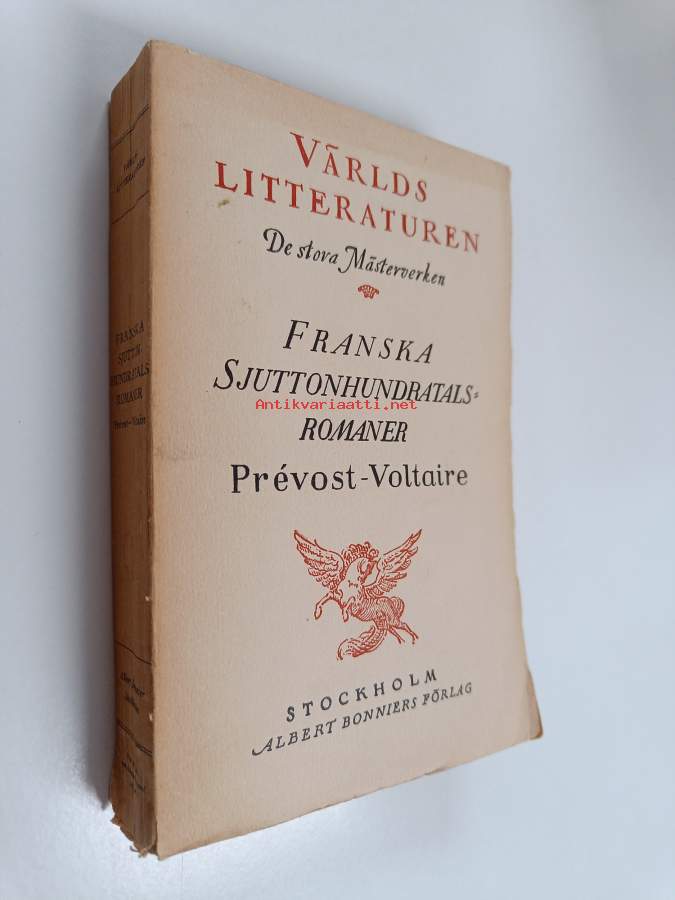 VÄRLDS
LITTERATUREN
De stora Mästerverken
FRANSKA
SJUTTONHUNDRATALS-
ROMANER
Prévost-Voltaire
STOCKHOLM
ALBERT BONNIERS FÖRLAG
Antikvariaatti.net
FRANSKA
SJUTTON
HUNDRATALS
ROMANER
Prévost-Voltaire